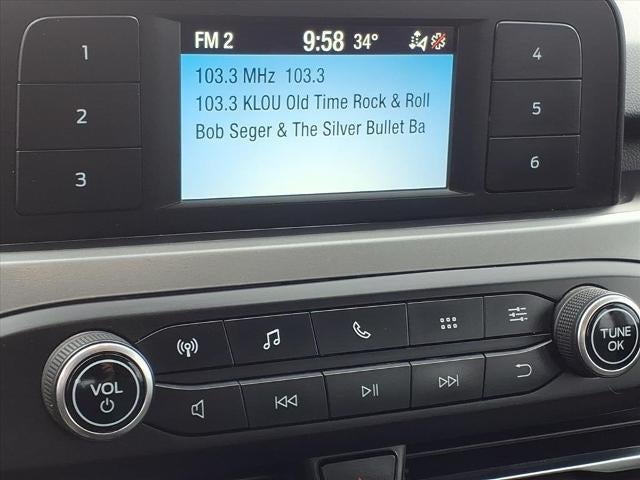 FM 2 9:58 34°
103.3 MHz 103.3
103.3 KLOU Old Time Rock & Roll
Bob Seger & The Silver Bullet Ba
1
2
3
4
5
6
VOL
TUNE
OK